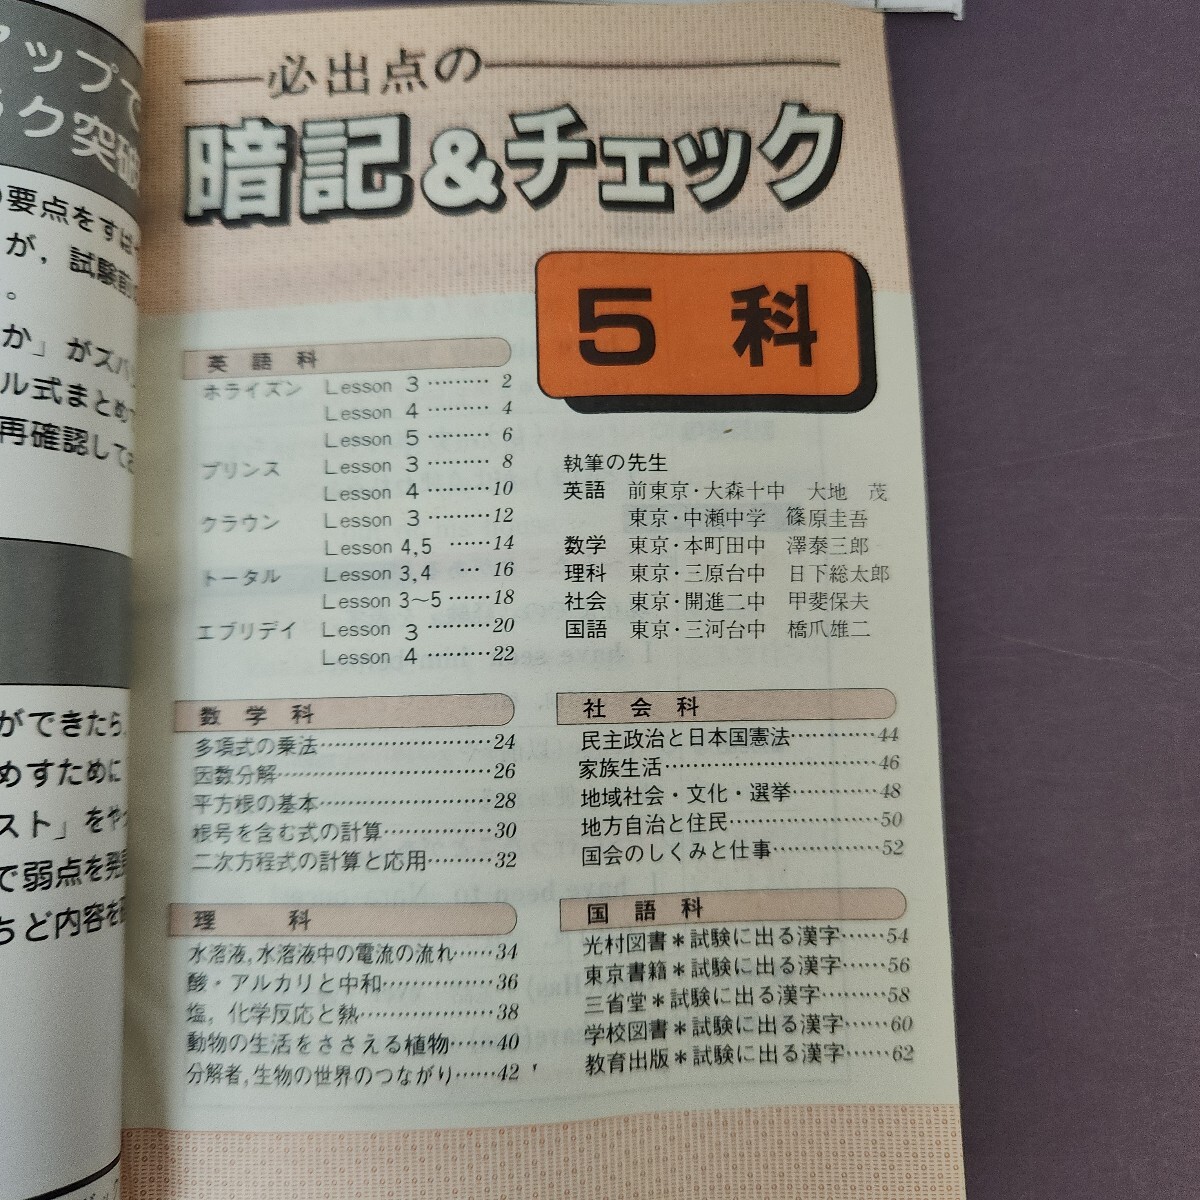 アップで
ラク突破
の要点をすば
が，試験前
。
か」がズバ
ル式まとめ
再確認して
ができたら、
めすために
スト」をや
で弱点を発
ど内容を
必出点の
暗記&チェック
5科
英語科
ホライズン Lesson 3………2
Lesson 4………4
Lesson 5………6
プリンス Lesson 3………8
Lesson 4………10
クラウン Lesson 3………12
Lesson 4,5……14
トータル Lesson 3,4…16
Lesson 3〜5……18
エブリデイ Lesson 3………20
Lesson 4………22
執筆の先生
英語 前東京・大森十中 大地 茂
東京・中瀬中学 篠原圭吾
数学 東京・本町田中 澤泰三郎
理科 東京・三原台中 日下総太郎
社会 東京・開進二中 甲斐保夫
国語 東京・三河台中 橋爪雄二
数学科
多項式の乗法………24
因数分解………26
平方根の基本………28
根号を含む式の計算………30
二次方程式の計算と応用………32
理科
水溶液,水溶液中の電流の流れ……34
酸・アルカリと中和………36
塩，化学反応と熱………38
動物の生活をささえる植物……40
分解者,生物の世界のつながり……42
社会科
民主政治と日本国憲法………44
家族生活………46
地域社会・文化・選挙………48
地方自治と住民………50
国会のしくみと仕事………52
国語科
光村図書＊試験に出る漢字……54
東京書籍＊試験に出る漢字……56
三省堂＊試験に出る漢字……58
学校図書＊試験に出る漢字……60
教育出版＊試験に出る漢字……62